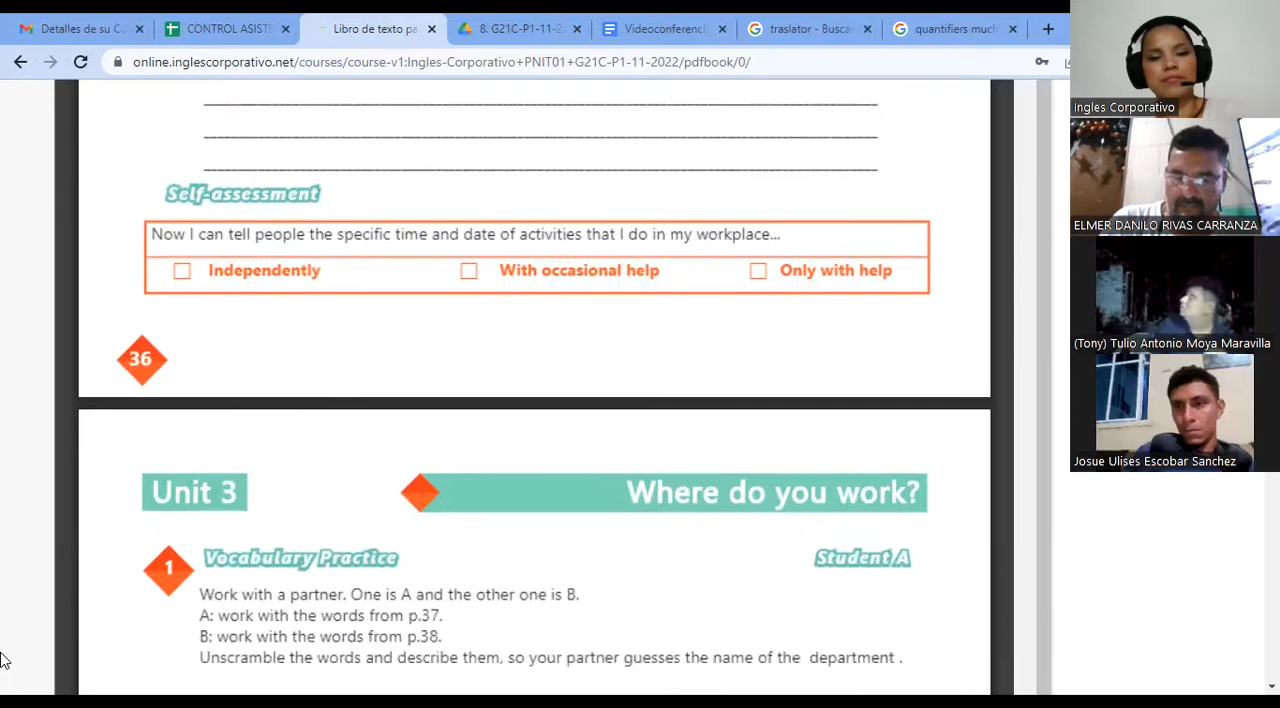 Detalles de su C
CONTROL ASISTE
Libro de texto pa
8. G21C-P1-11-2
Videoconferenci
traslator - Buscar
quantifiers much
online.inglescorporativo.net/courses/course-v1:Ingles-Corporativo+PNIT01+G21C-P1-11-2022/pdfbook/0/
Ingles Corporativo
ELMER DANILO RIVAS CARRANZA
(Tony) Tulio Antonio Moya Maravilla
Josue Ulises Escobar Sanchez
Self-assessment
Now I can tell people the specific time and date of activities that I do in my workplace...
Independently
With occasional help
Only with help
36
Unit 3
Where do you work?
1
Vocabulary Practice
Student A
Work with a partner. One is A and the other one is B.
A: work with the words from p.37.
B: work with the words from p.38.
Unscramble the words and describe them, so your partner guesses the name of the department .